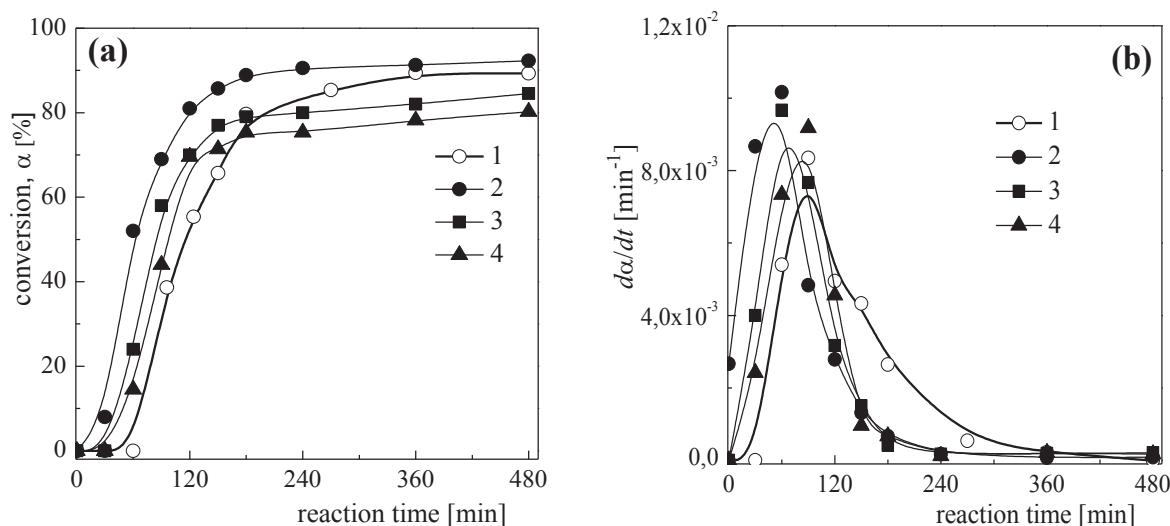 (a)
conversion, α [%]
100
80
60
40
20
0
1
2
3
4
0 120 240 360 480
reaction time [min]
(b)
dα/dt [min⁻¹]
1,2x10⁻²
8,0x10⁻³
4,0x10⁻³
0,0
1
2
3
4
0 120 240 360 480
reaction time [min]